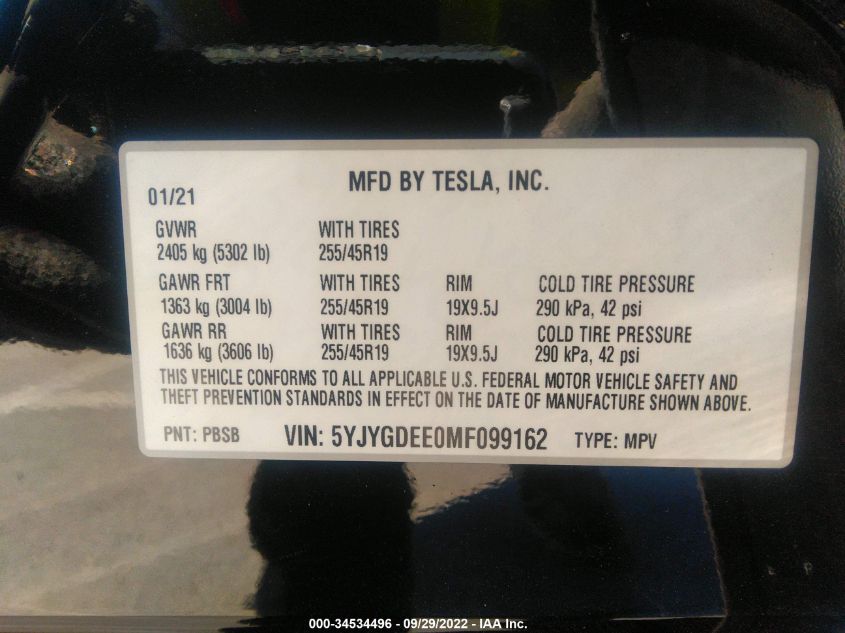 MFD BY TESLA, INC.
01/21
GVWR WITH TIRES
2405 kg (5302 lb) 255/45R19
GAWR FRT WITH TIRES RIM COLD TIRE PRESSURE
1363 kg (3004 lb) 255/45R19 19X9.5J 290 kPa, 42 psi
GAWR RR WITH TIRES RIM COLD TIRE PRESSURE
1636 kg (3606 lb) 255/45R19 19X9.5J 290 kPa, 42 psi
THIS VEHICLE CONFORMS TO ALL APPLICABLE U.S. FEDERAL MOTOR VEHICLE SAFETY AND
THEFT PREVENTION STANDARDS IN EFFECT ON THE DATE OF MANUFACTURE SHOWN ABOVE.
PNT: PBSB VIN: 5YJYGDEE0MF099162 TYPE: MPV
000-34534496 - 09/29/2022 - IAA Inc.